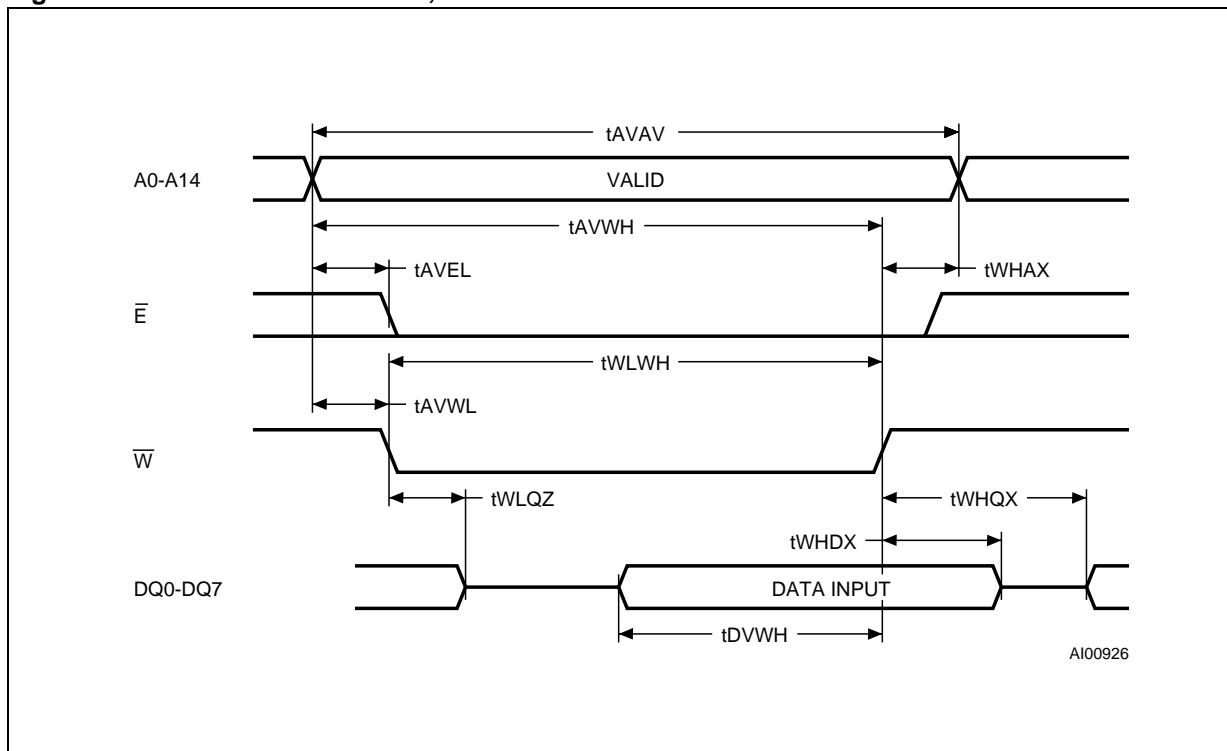 tAVAV
A0-A14
VALID
tAVWH
tAVEL
tWHAX
E̅
tWLWH
tAVWL
W̅
tWLQZ
tWHQX
tWHDX
DQ0-DQ7
DATA INPUT
tDVWH
AI00926